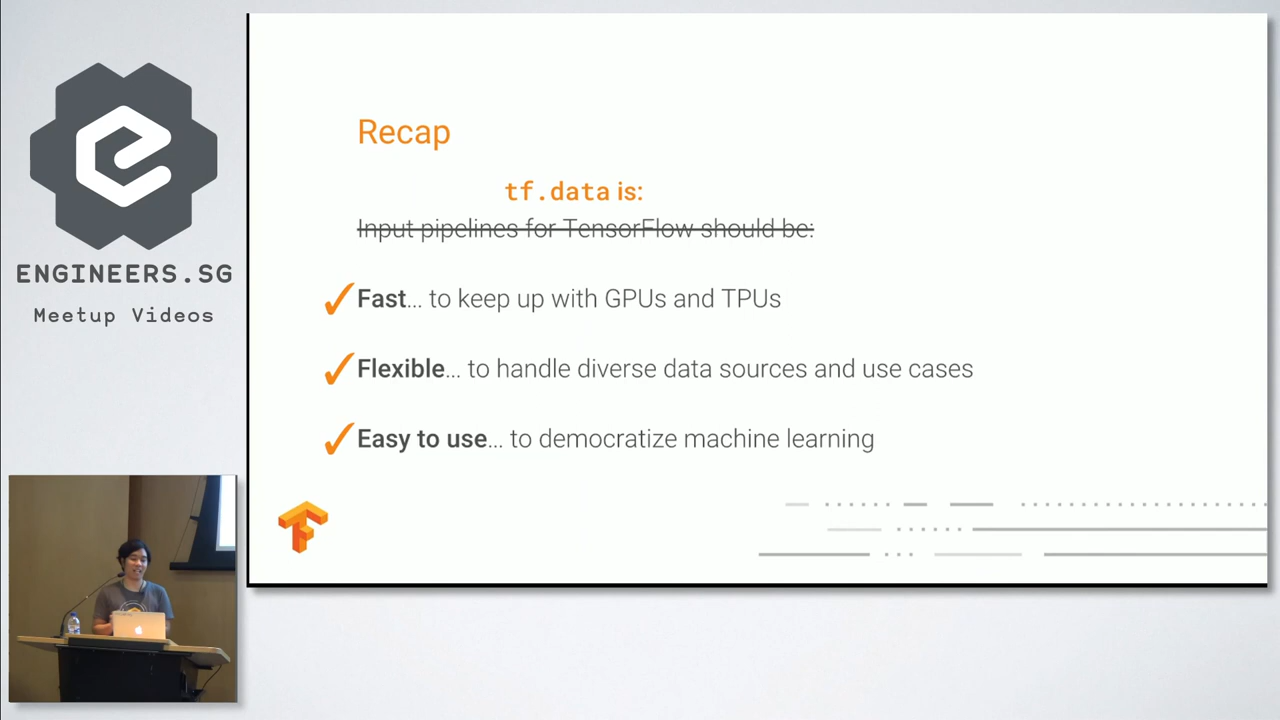 ENGINEERS.SG
Meetup Videos
Recap
tf.data is:
Input pipelines for TensorFlow should be:
Fast... to keep up with GPUs and TPUs
Flexible... to handle diverse data sources and use cases
Easy to use... to democratize machine learning